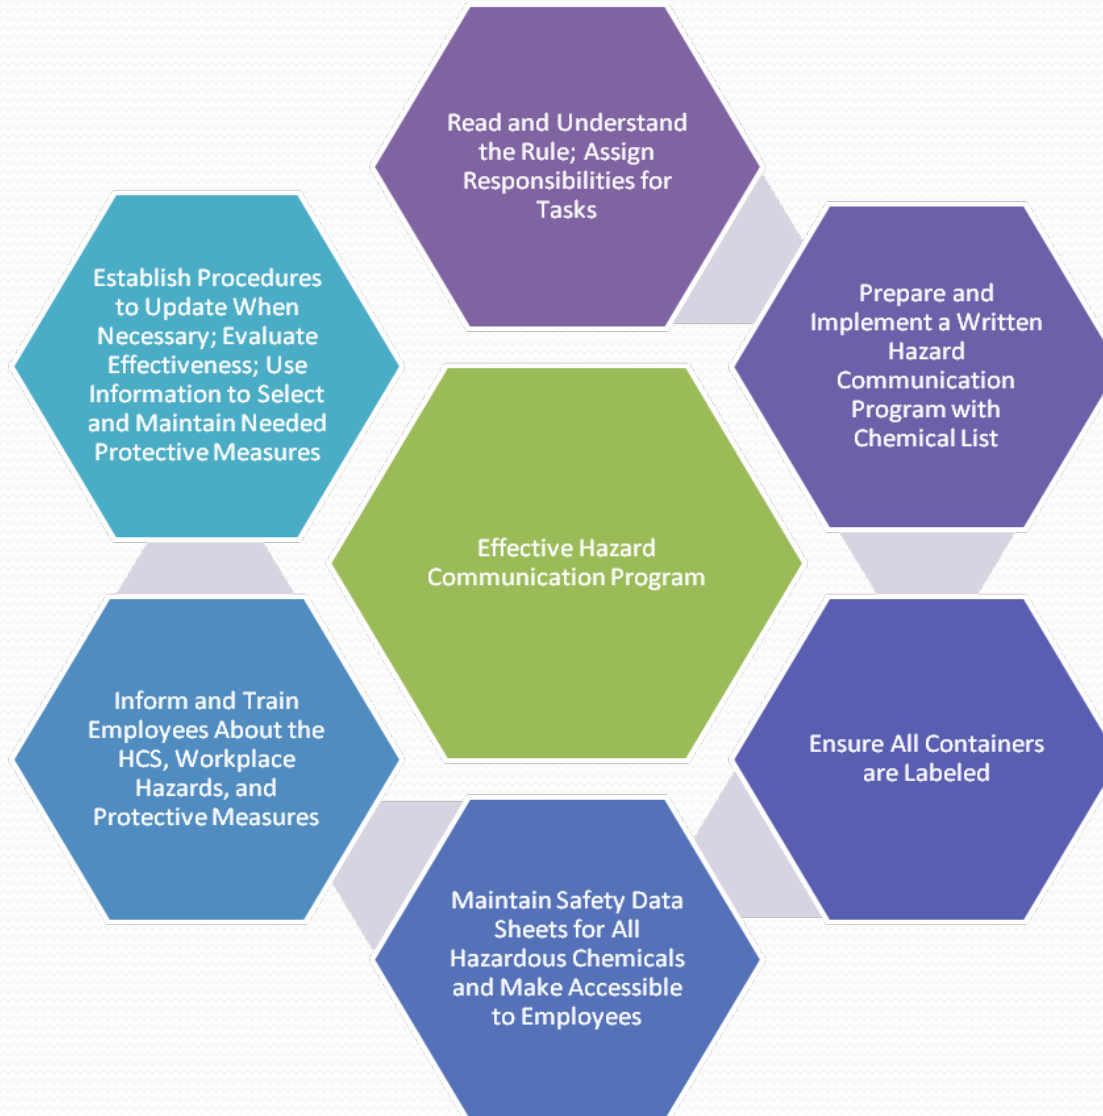 Read and Understand
the Rule; Assign
Responsibilities for
Tasks
Prepare and
Implement a Written
Hazard
Communication
Program with
Chemical List
Ensure All Containers
are Labeled
Maintain Safety Data
Sheets for All
Hazardous Chemicals
and Make Accessible
to Employees
Inform and Train
Employees About the
HCS, Workplace
Hazards, and
Protective Measures
Establish Procedures
to Update When
Necessary; Evaluate
Effectiveness; Use
Information to Select
and Maintain Needed
Protective Measures
Effective Hazard
Communication Program